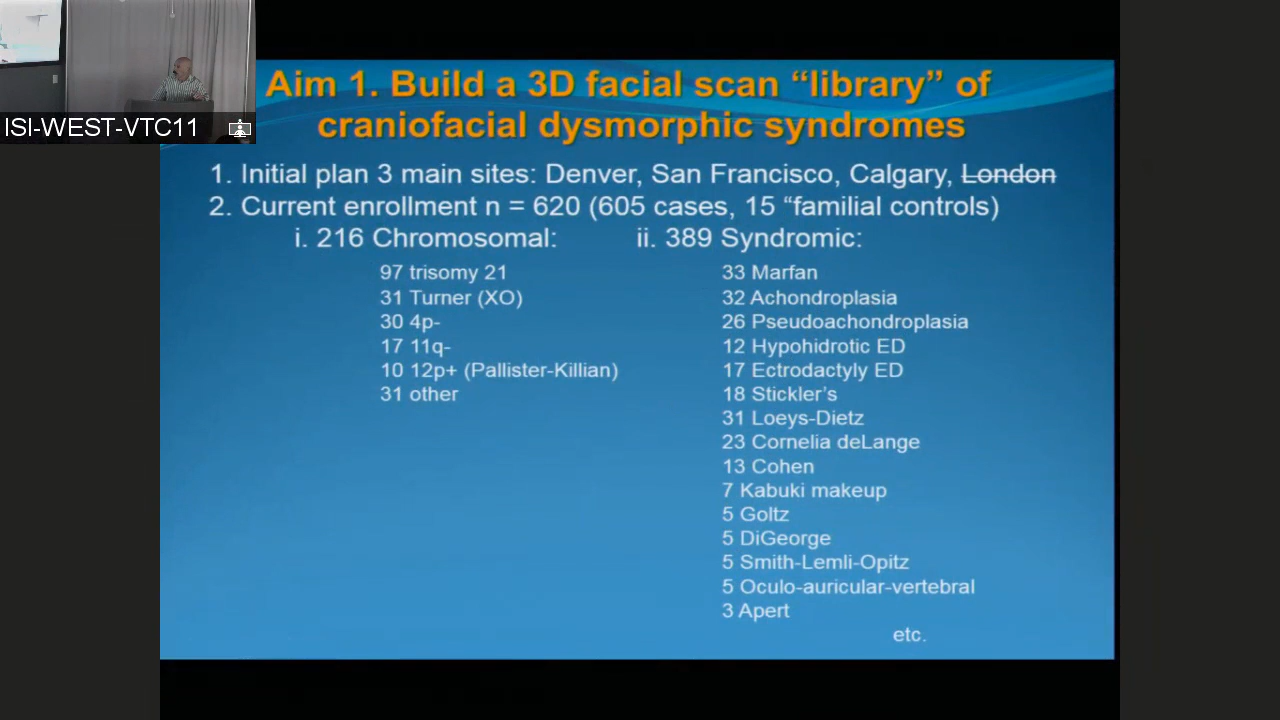 ISI-WEST-VTC11
Aim 1. Build a 3D facial scan “library” of
craniofacial dysmorphic syndromes
1. Initial plan 3 main sites: Denver, San Francisco, Calgary, London
2. Current enrollment n = 620 (605 cases, 15 “familial controls)
i. 216 Chromosomal:
97 trisomy 21
31 Turner (XO)
30 4p-
17 11q-
10 12p+ (Pallister-Killian)
31 other
ii. 389 Syndromic:
33 Marfan
32 Achondroplasia
26 Pseudoachondroplasia
12 Hypohidrotic ED
17 Ectrodactyly ED
18 Stickler’s
31 Loeys-Dietz
23 Cornelia deLange
13 Cohen
7 Kabuki makeup
5 Goltz
5 DiGeorge
5 Smith-Lemli-Opitz
5 Oculo-auricular-vertebral
3 Apert
etc.